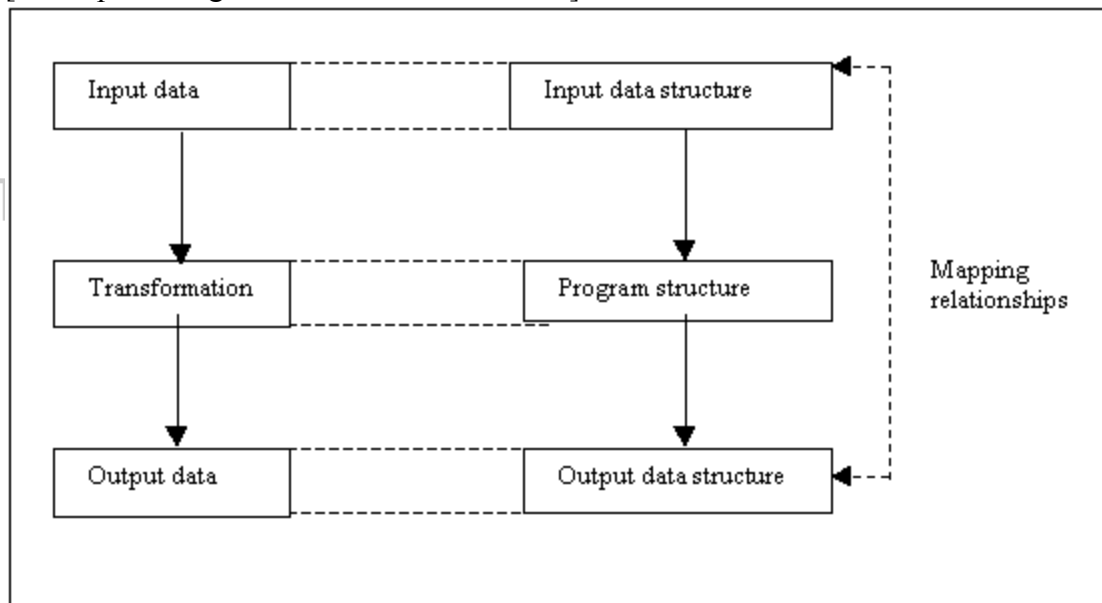 Input data
Input data structure
Transformation
Program structure
Mapping
relationships
Output data
Output data structure